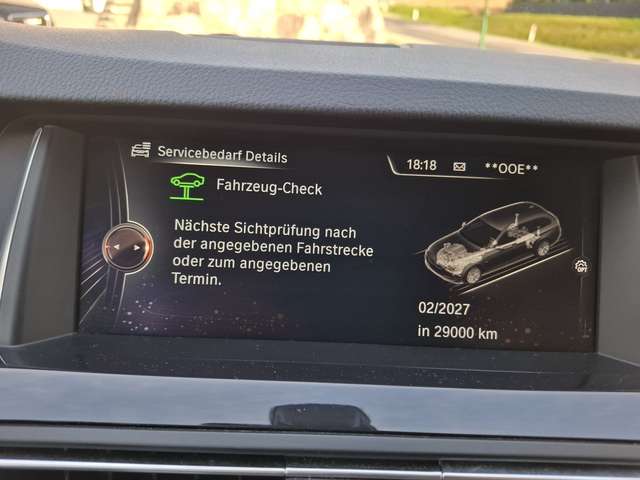 Servicebedarf Details
18:18 **OOE**
Fahrzeug-Check
Nächste Sichtprüfung nach
der angegebenen Fahrstrecke
oder zum angegebenen
Termin.
OPT
02/2027
in 29000 km